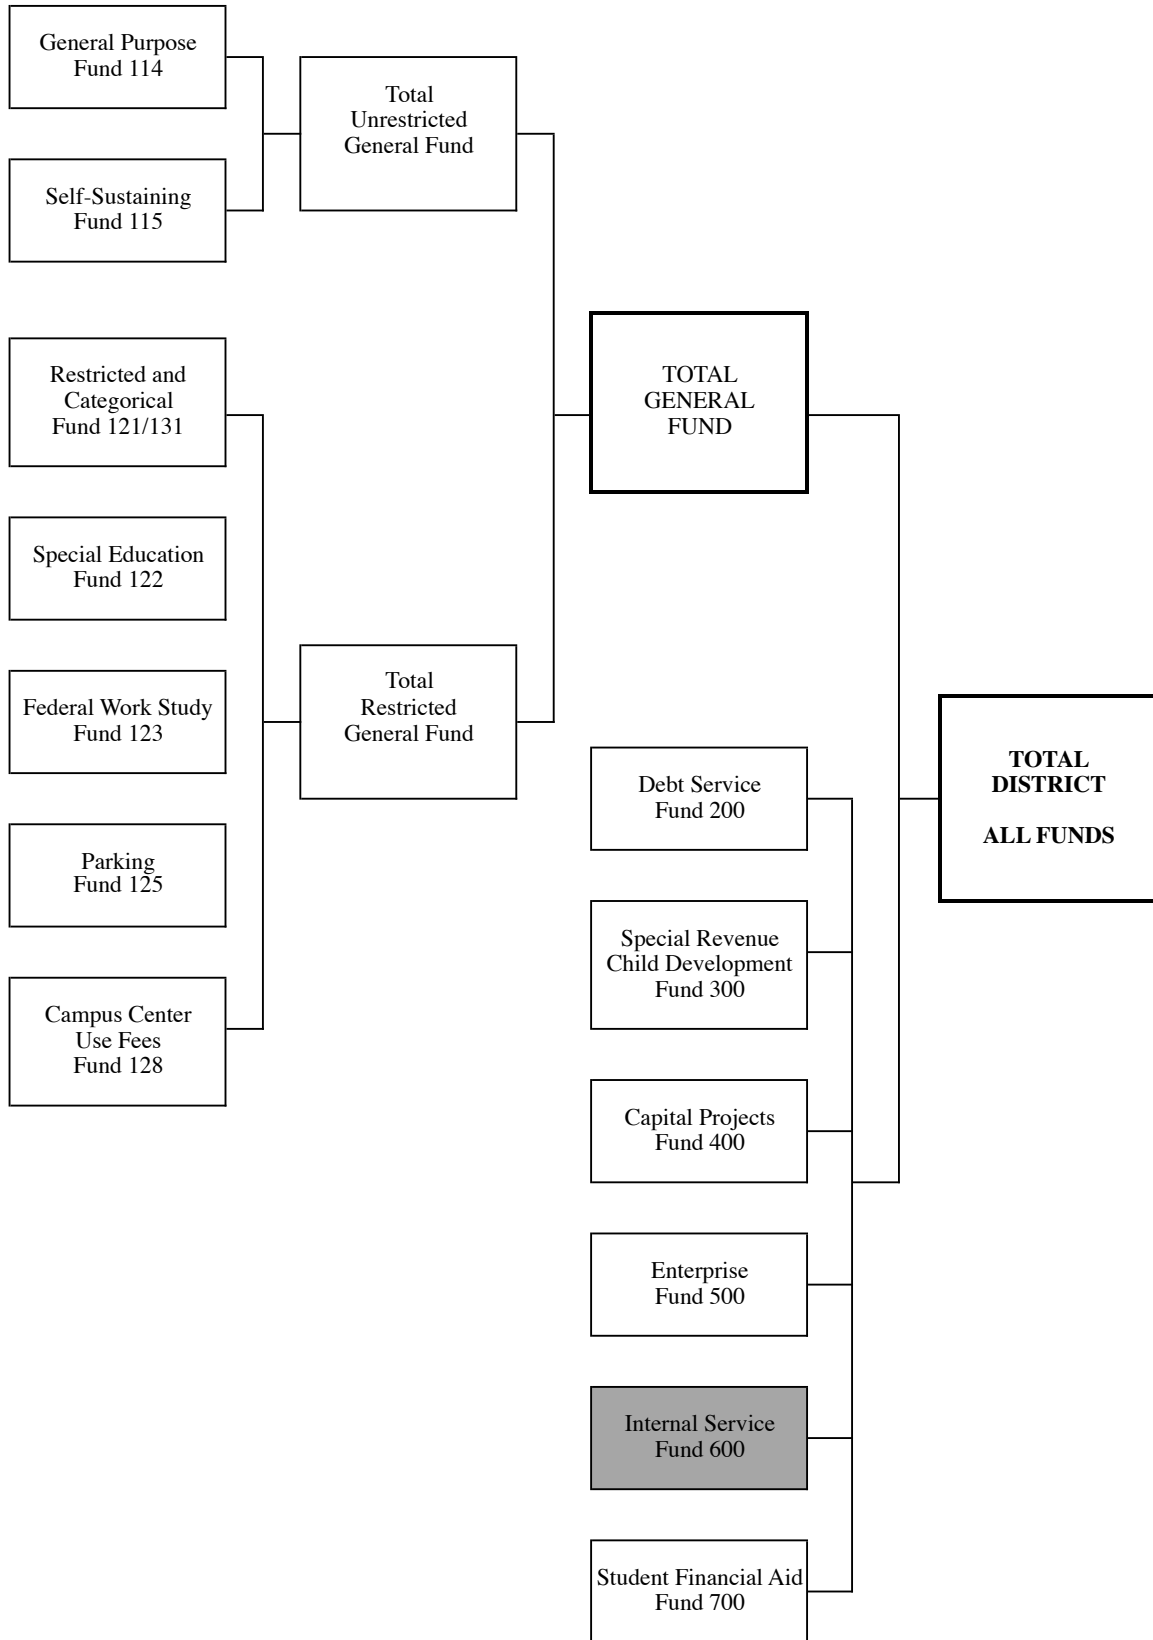 General Purpose
Fund 114
Self-Sustaining
Fund 115
Restricted and
Categorical
Fund 121/131
Special Education
Fund 122
Federal Work Study
Fund 123
Parking
Fund 125
Campus Center
Use Fees
Fund 128
Total
Unrestricted
General Fund
Total
Restricted
General Fund
TOTAL
GENERAL
FUND
Debt Service
Fund 200
Special Revenue
Child Development
Fund 300
Capital Projects
Fund 400
Enterprise
Fund 500
Internal Service
Fund 600
Student Financial Aid
Fund 700
TOTAL
DISTRICT
ALL FUNDS